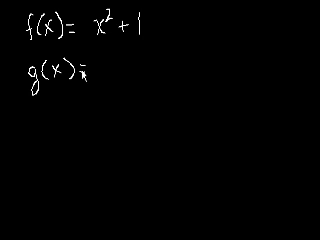 f(x) = x² + 1
g(x) =